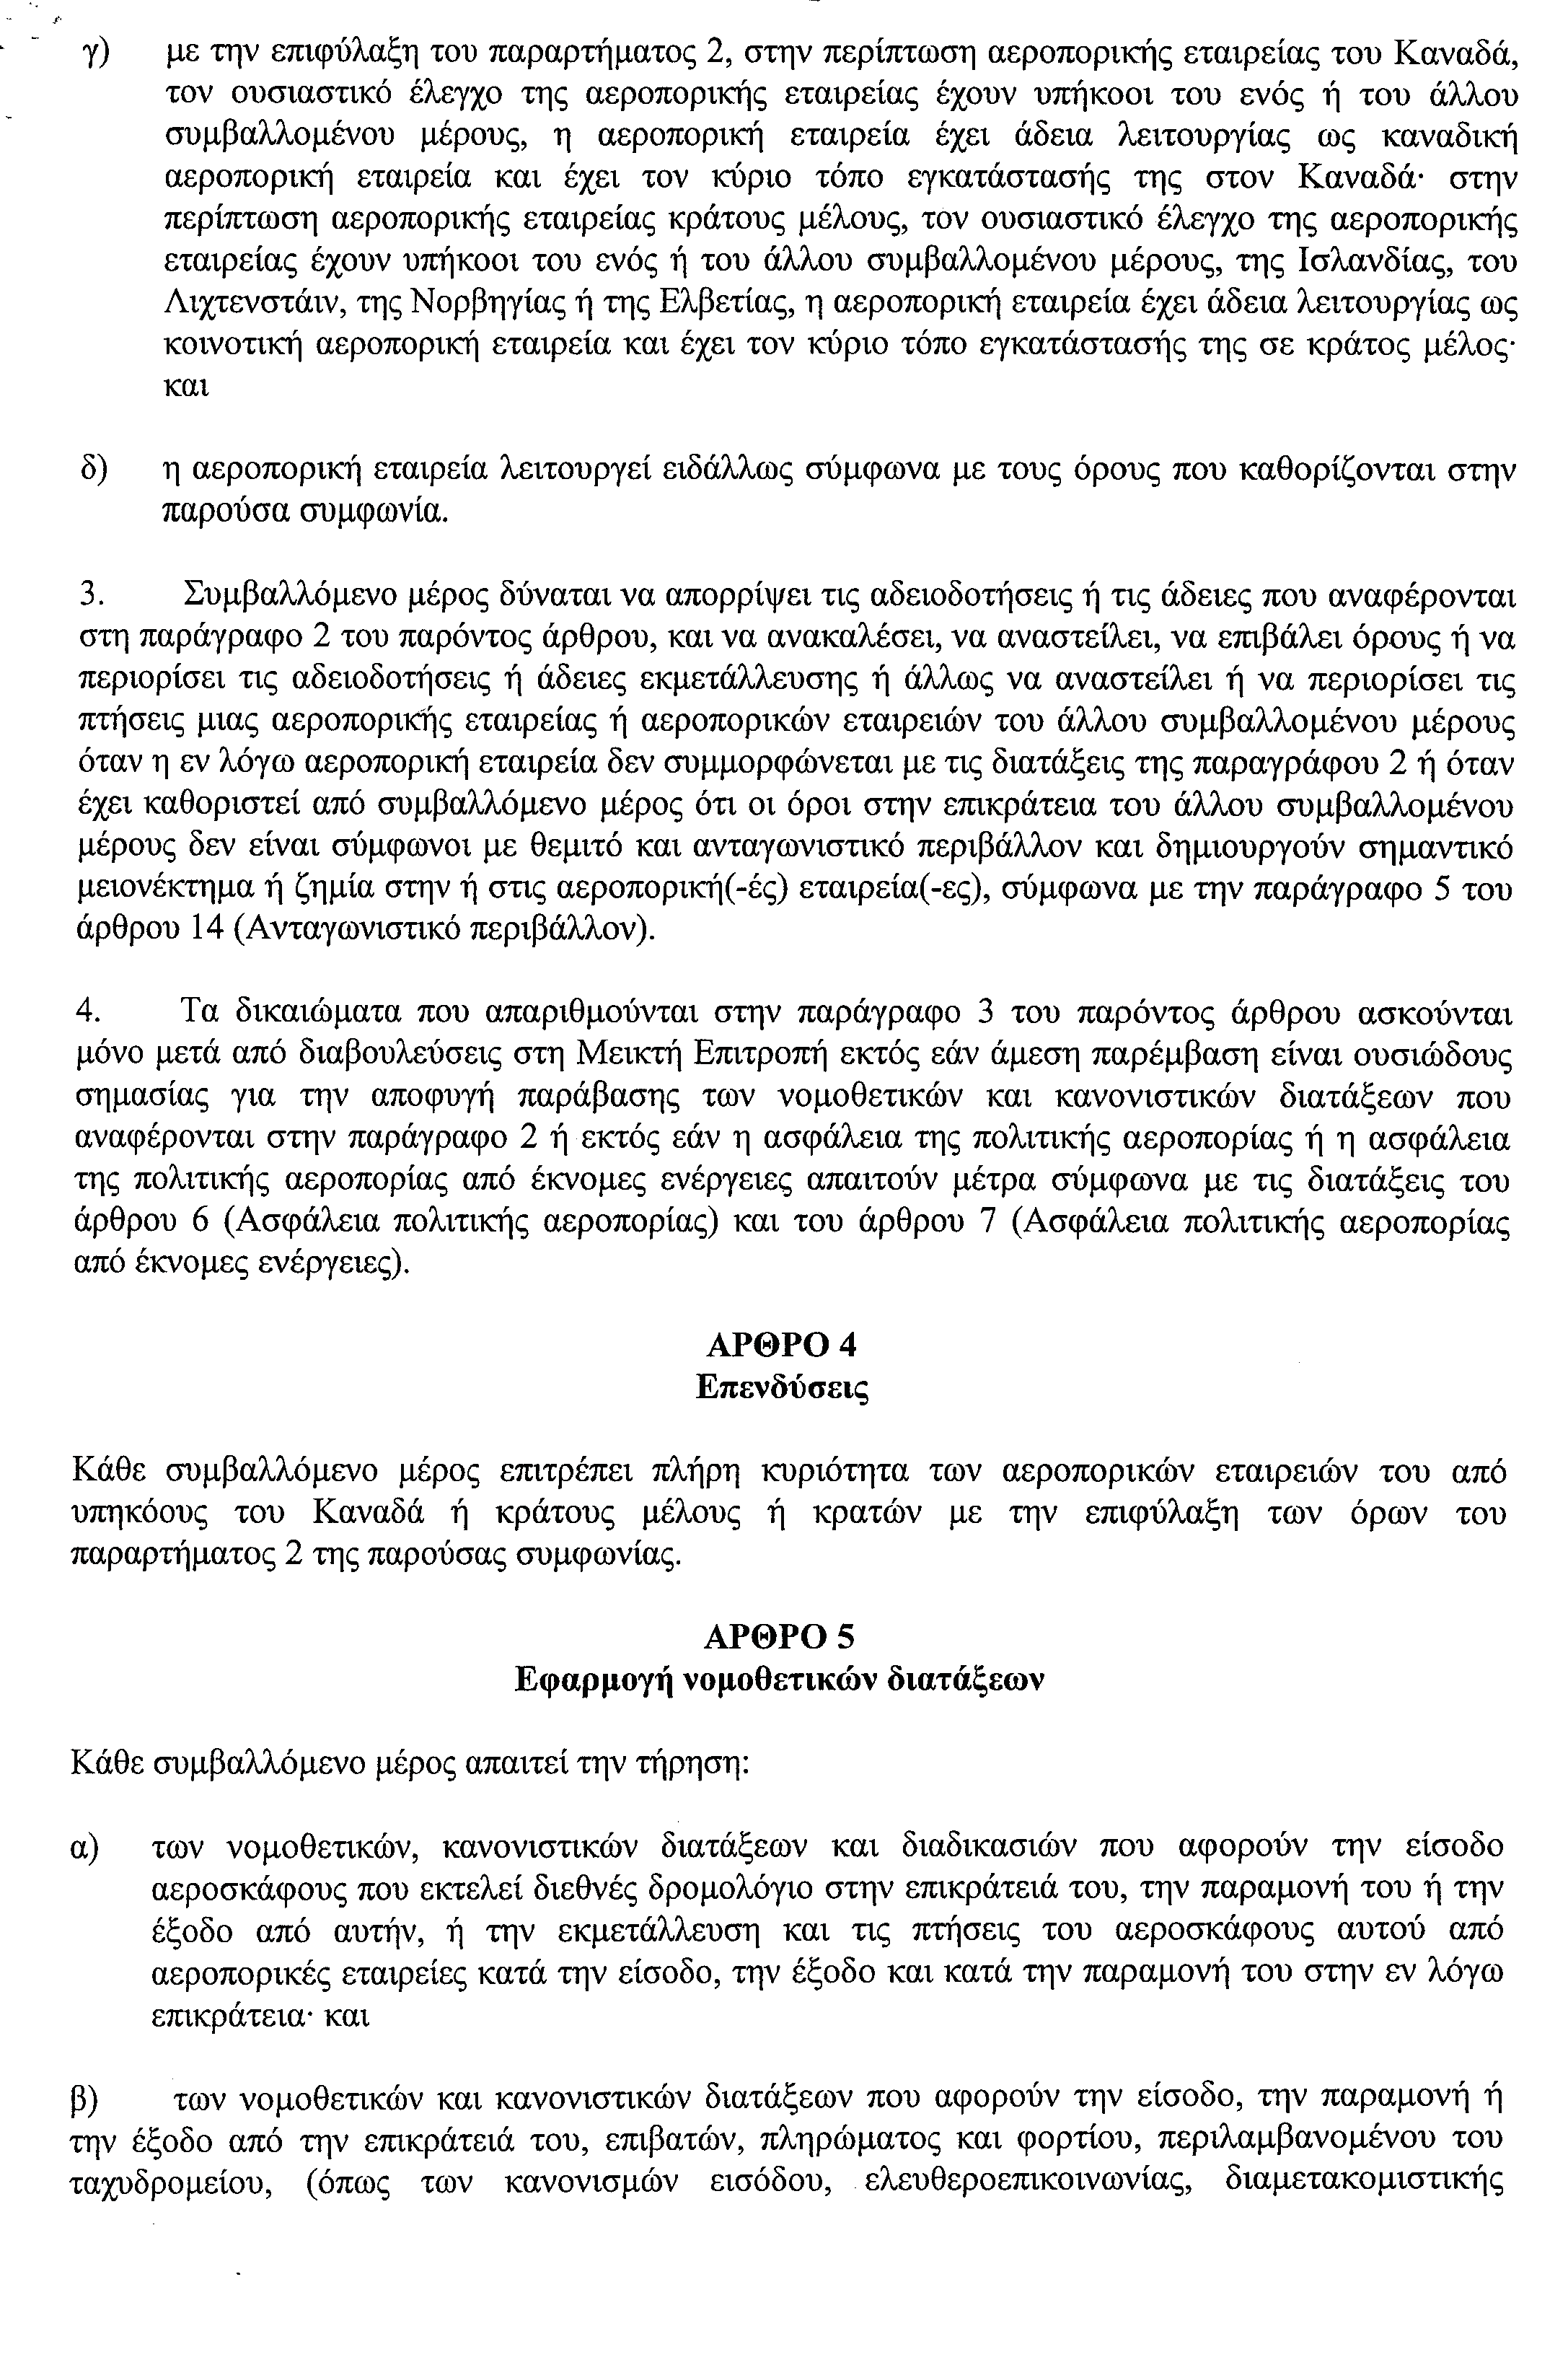 γ) με την επιφύλαξη του παραρτήματος 2, στην περίπτωση αεροπορικής εταιρείας του Καναδά,
τον ουσιαστικό έλεγχο της αεροπορικής εταιρείας έχουν υπήκοοι του ενός ή του άλλου
συμβαλλομένου μέρους, η αεροπορική εταιρεία έχει άδεια λειτουργίας ως καναδική
αεροπορική εταιρεία και έχει τον κύριο τόπο εγκατάστασής της στον Καναδά· στην
περίπτωση αεροπορικής εταιρείας κράτους μέλους, τον ουσιαστικό έλεγχο της αεροπορικής
εταιρείας έχουν υπήκοοι του ενός ή του άλλου συμβαλλομένου μέρους, της Ισλανδίας, του
Λιχτενστάιν, της Νορβηγίας ή της Ελβετίας, η αεροπορική εταιρεία έχει άδεια λειτουργίας ως
κοινοτική αεροπορική εταιρεία και έχει τον κύριο τόπο εγκατάστασής της σε κράτος μέλος·
και
δ) η αεροπορική εταιρεία λειτουργεί ειδάλλως σύμφωνα με τους όρους που καθορίζονται στην
παρούσα συμφωνία.
3. Συμβαλλόμενο μέρος δύναται να απορρίψει τις αδειοδοτήσεις ή τις άδειες που αναφέρονται
στη παράγραφο 2 του παρόντος άρθρου, και να ανακαλέσει, να αναστείλει, να επιβάλει όρους ή να
περιορίσει τις αδειοδοτήσεις ή άδειες εκμετάλλευσης ή άλλως να αναστείλει ή να περιορίσει τις
πτήσεις μιας αεροπορικής εταιρείας ή αεροπορικών εταιρειών του άλλου συμβαλλομένου μέρους
όταν η εν λόγω αεροπορική εταιρεία δεν συμμορφώνεται με τις διατάξεις της παραγράφου 2 ή όταν
έχει καθοριστεί από συμβαλλόμενο μέρος ότι οι όροι στην επικράτεια του άλλου συμβαλλομένου
μέρους δεν είναι σύμφωνοι με θεμιτό και ανταγωνιστικό περιβάλλον και δημιουργούν σημαντικό
μειονέκτημα ή ζημία στην ή στις αεροπορική(-ές) εταιρεία(-ες), σύμφωνα με την παράγραφο 5 του
άρθρου 14 (Ανταγωνιστικό περιβάλλον).
4. Τα δικαιώματα που απαριθμούνται στην παράγραφο 3 του παρόντος άρθρου ασκούνται
μόνο μετά από διαβουλεύσεις στη Μεικτή Επιτροπή εκτός εάν άμεση παρέμβαση είναι ουσιώδους
σημασίας για την αποφυγή παράβασης των νομοθετικών και κανονιστικών διατάξεων που
αναφέρονται στην παράγραφο 2 ή εκτός εάν η ασφάλεια της πολιτικής αεροπορίας ή η ασφάλεια
της πολιτικής αεροπορίας από έκνομες ενέργειες απαιτούν μέτρα σύμφωνα με τις διατάξεις του
άρθρου 6 (Ασφάλεια πολιτικής αεροπορίας) και του άρθρου 7 (Ασφάλεια πολιτικής αεροπορίας
από έκνομες ενέργειες).
ΑΡΘΡΟ 4
Επενδύσεις
Κάθε συμβαλλόμενο μέρος επιτρέπει πλήρη κυριότητα των αεροπορικών εταιρειών του από
υπηκόους του Καναδά ή κράτους μέλους ή κρατών με την επιφύλαξη των όρων του
παραρτήματος 2 της παρούσας συμφωνίας.
ΑΡΘΡΟ 5
Εφαρμογή νομοθετικών διατάξεων
Κάθε συμβαλλόμενο μέρος απαιτεί την τήρηση:
α) των νομοθετικών, κανονιστικών διατάξεων και διαδικασιών που αφορούν την είσοδο
αεροσκάφους που εκτελεί διεθνές δρομολόγιο στην επικράτειά του, την παραμονή του ή την
έξοδο από αυτήν, ή την εκμετάλλευση και τις πτήσεις του αεροσκάφους αυτού από
αεροπορικές εταιρείες κατά την είσοδο, την έξοδο και κατά την παραμονή του στην εν λόγω
επικράτεια· και
β) των νομοθετικών και κανονιστικών διατάξεων που αφορούν την είσοδο, την παραμονή ή
την έξοδο από την επικράτειά του, επιβατών, πληρώματος και φορτίου, περιλαμβανομένου του
ταχυδρομείου, (όπως των κανονισμών εισόδου, ελευθεροεπικοινωνίας, διαμετακομιστικής